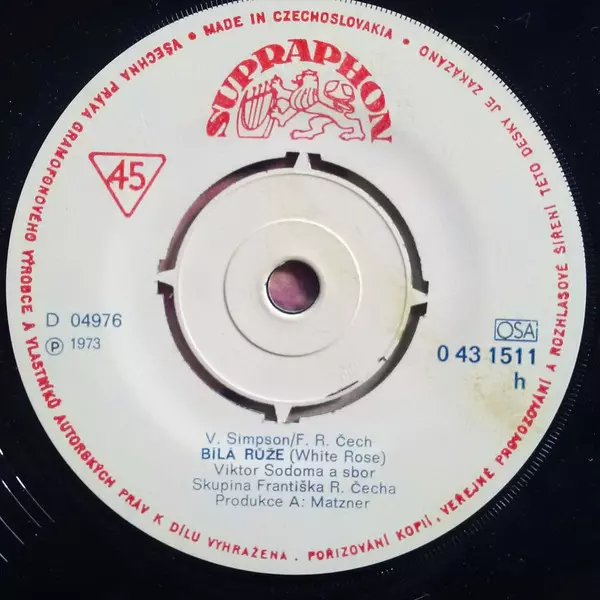 VŠECHNA PRÁVA GRAMOFONOVÉHO VÝROBCE A VLASTNÍKŮ AUTORSKÝCH PRÁV K DÍLU VYHRAŽENA. POŘIZOVÁNÍ KOPIÍ, VEŘEJNÉ PROVOZOVÁNÍ A ROZHLASOVÉ ŠÍŘENÍ TÉTO DESKY JE ZAKÁZÁNO • MADE IN CZECHOSLOVAKIA •
SUPRAPHON
45
D 04976
℗ 1973
OSA
0 43 1511
h
V. Simpson/F. R. Čech
BÍLÁ RŮŽE (White Rose)
Viktor Sodoma a sbor
Skupina Františka R. Čecha
Produkce A: Matzner